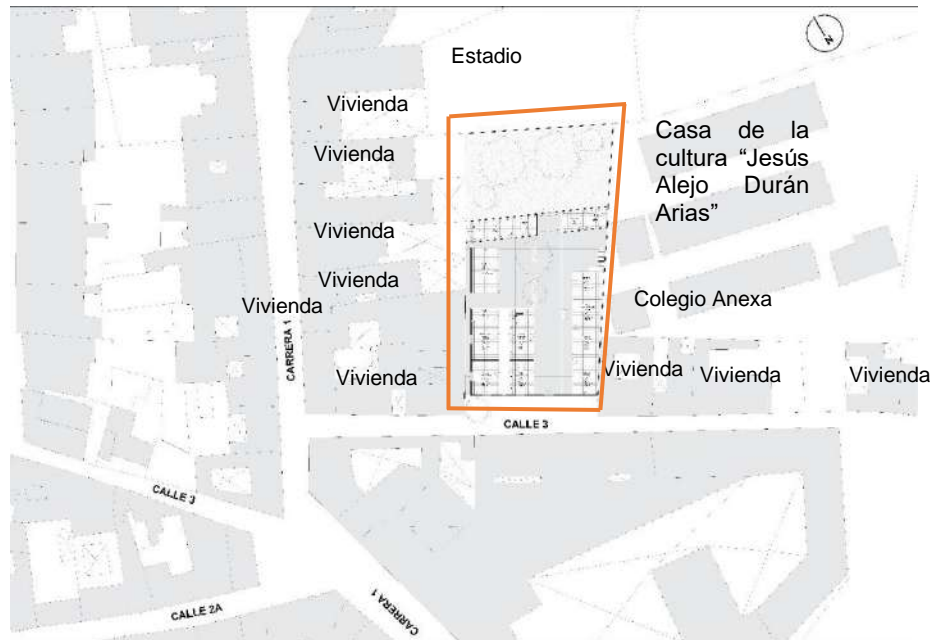 Estadio
N
Vivienda
Casa de la
cultura “Jesús
Alejo Durán
Arias”
Vivienda
Vivienda
Vivienda
Vivienda
Colegio Anexa
CARRERA 1
Vivienda
Vivienda
Vivienda
Vivienda
CALLE 3
CALLE 3
CALLE 2A
CARRERA 1